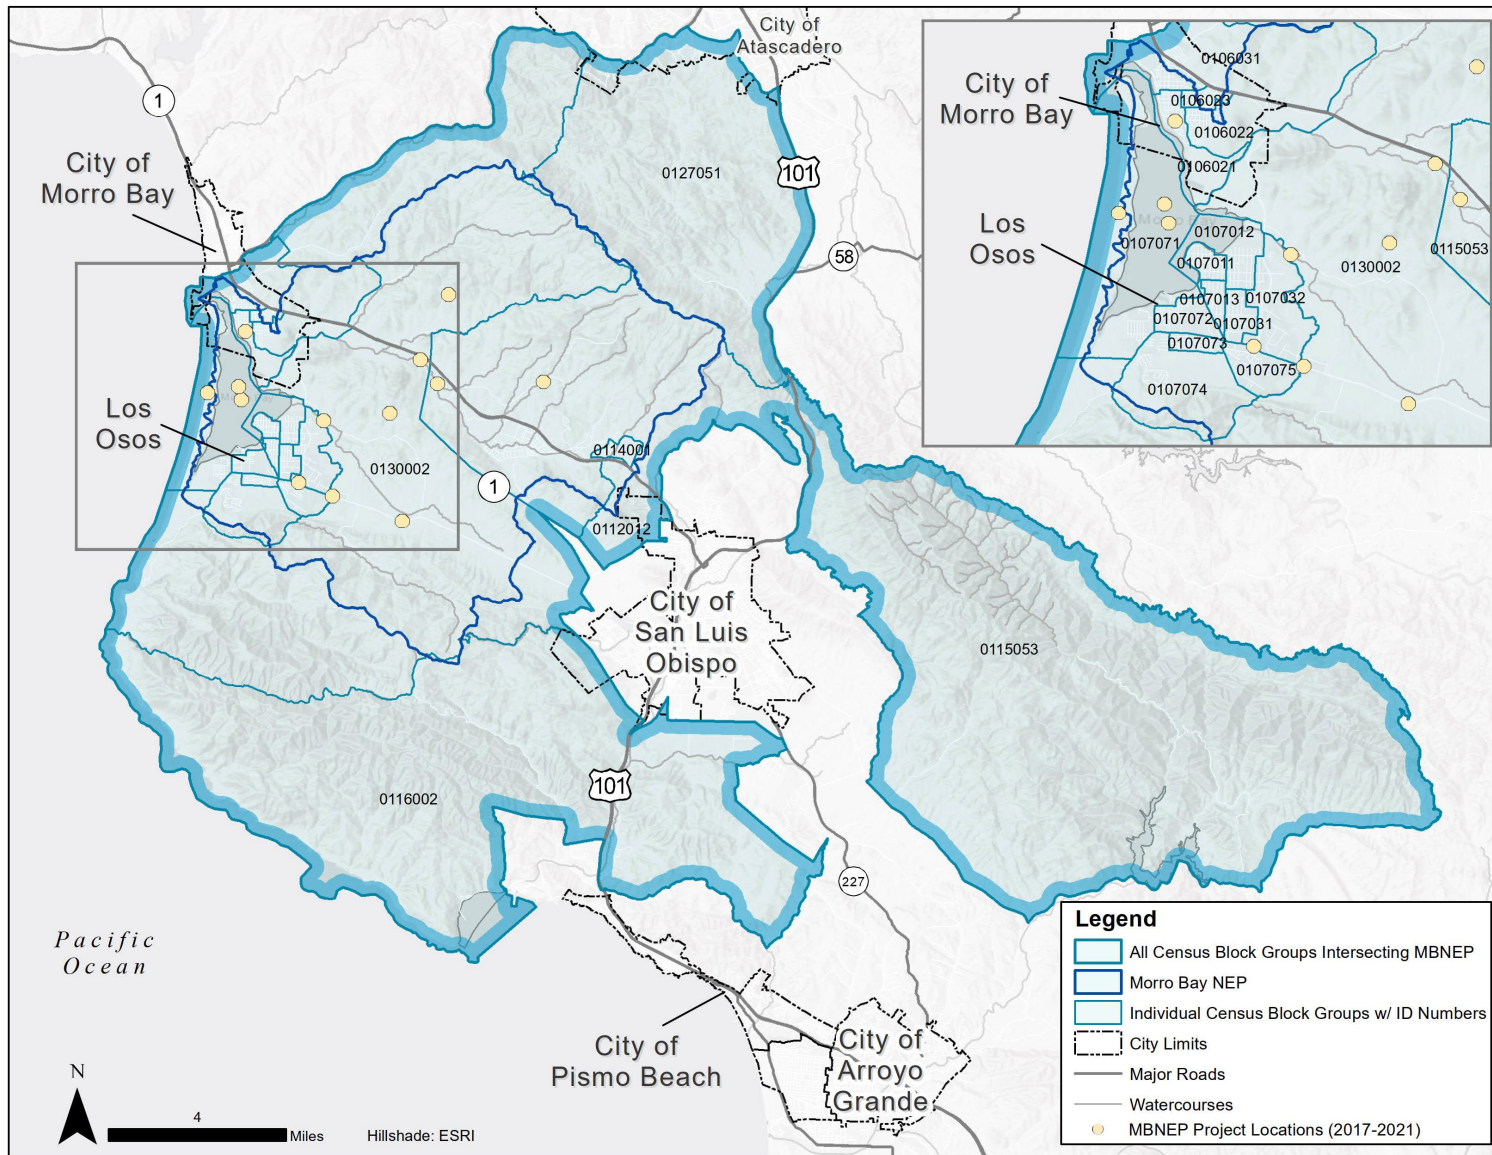 City of
Atascadero
1
City of
Morro Bay
0127051
101
58
Los
Osos
0130002
0114001
1
0112012
City of
San Luis
Obispo
0115053
101
0116002
227
Pacific
Ocean
City of
Pismo Beach
City of
Arroyo
Grande
N
4
Miles
Hillshade: ESRI
0106031
City of
Morro Bay
0106023
0106022
0106021
Morro Bay
Los
Osos
0107012
0107071
0107011
0130002
0115053
0107013
0107032
0107072
0107031
0107073
0107075
0107074
Legend
All Census Block Groups Intersecting MBNEP
Morro Bay NEP
Individual Census Block Groups w/ ID Numbers
City Limits
Major Roads
Watercourses
MBNEP Project Locations (2017-2021)